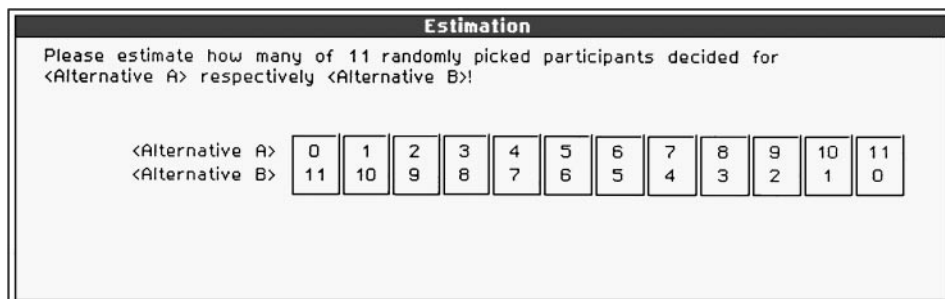 Estimation
Please estimate how many of 11 randomly picked participants decided for
<Alternative A> respectively <Alternative B>!
<Alternative A> 0 1 2 3 4 5 6 7 8 9 10 11
<Alternative B> 11 10 9 8 7 6 5 4 3 2 1 0